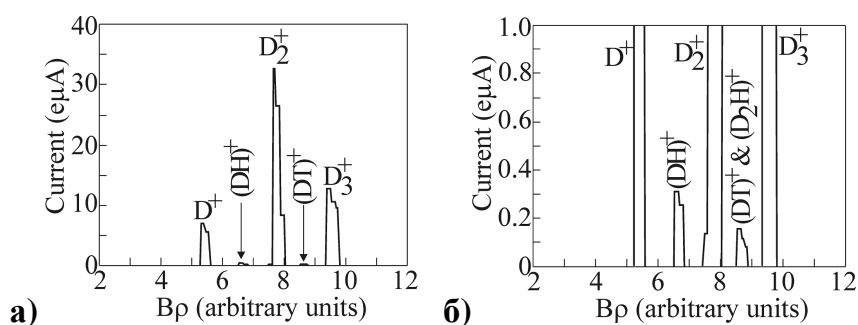 40
30
20
10
0
Current (eμA)
D⁺
(DH)⁺
D₂⁺
(DT)⁺
D₃⁺
2 4 6 8 10 12
Bρ (arbitrary units)
а)
1.0
0.8
0.6
0.4
0.2
0
Current (eμA)
D⁺
(DH)⁺
D₂⁺
(DT)⁺ & (D₂H)⁺
D₃⁺
2 4 6 8 10 12
Bρ (arbitrary units)
б)